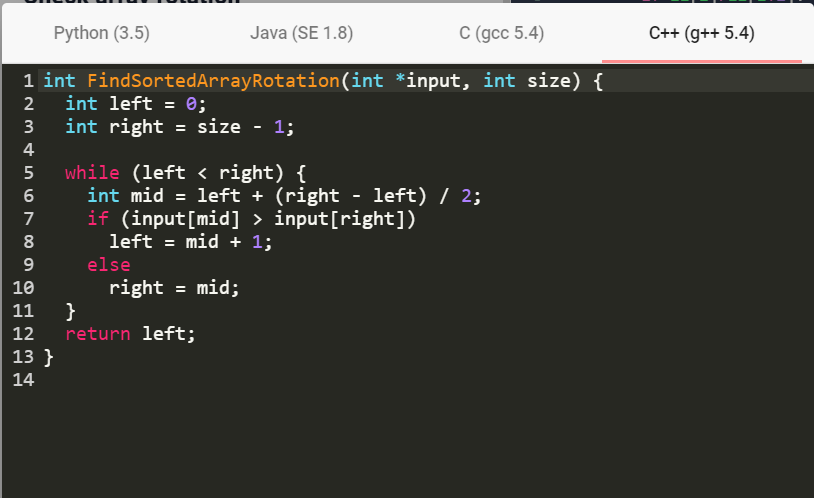 Check array rotation
Python (3.5) Java (SE 1.8) C (gcc 5.4) C++ (g++ 5.4)
1 int FindSortedArrayRotation(int *input, int size) {
2   int left = 0;
3   int right = size - 1;
4
5   while (left < right) {
6     int mid = left + (right - left) / 2;
7     if (input[mid] > input[right])
8       left = mid + 1;
9     else
10       right = mid;
11   }
12   return left;
13 }
14